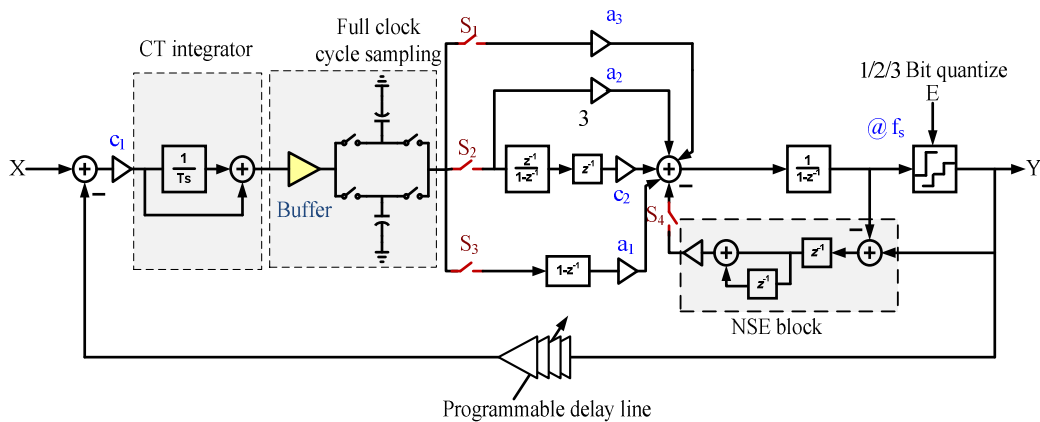 CT integrator
Full clock
cycle sampling
S1
a3
a2
3
1/2/3 Bit quantize
E
@ fs
c1
X
1
Ts
Buffer
S2
z-1
1-z-1
z-1
c2
1
1-z-1
Y
S3
1-z-1
a1
S4
z-1
z-1
NSE block
Programmable delay line